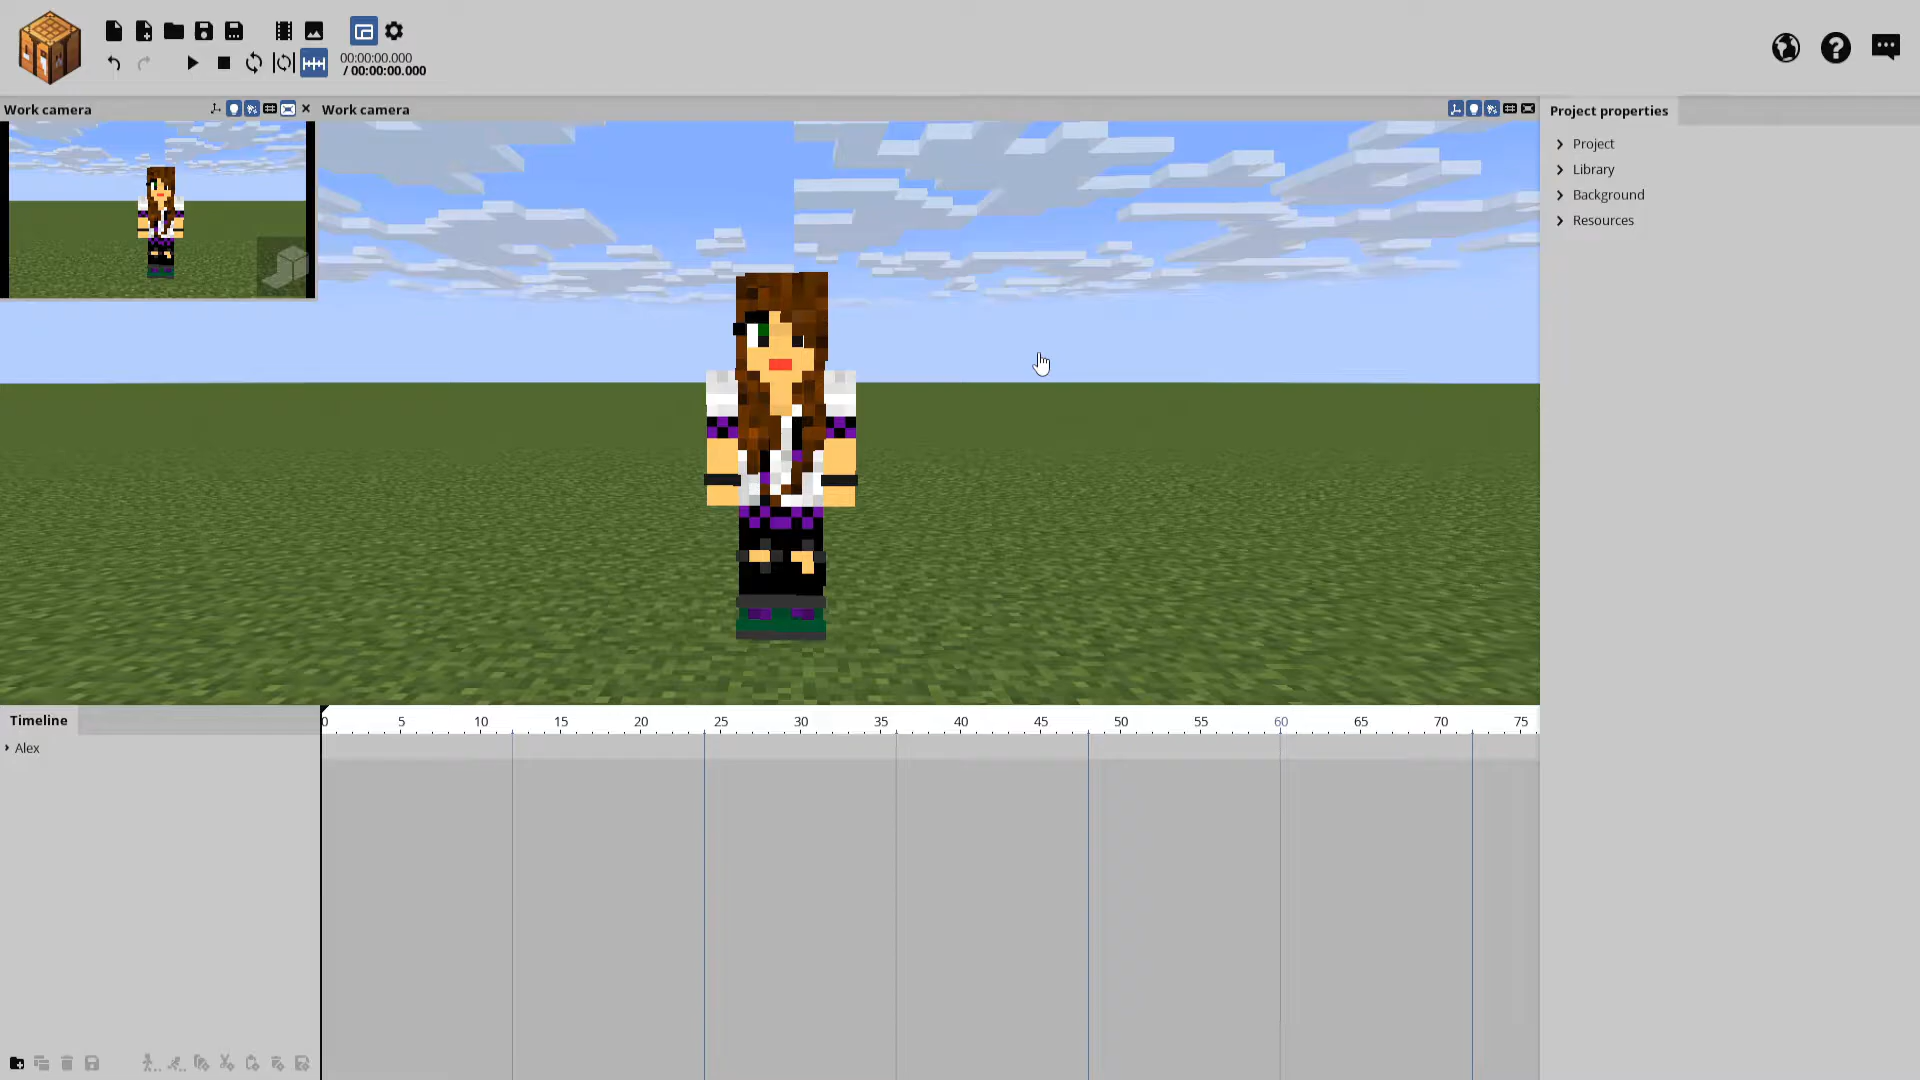 00:00:00.000
/ 00:00:00.000
Work camera
Work camera
Project properties
Project
Library
Background
Resources
Timeline
0 5 10 15 20 25 30 35 40 45 50 55 60 65 70 75
Alex